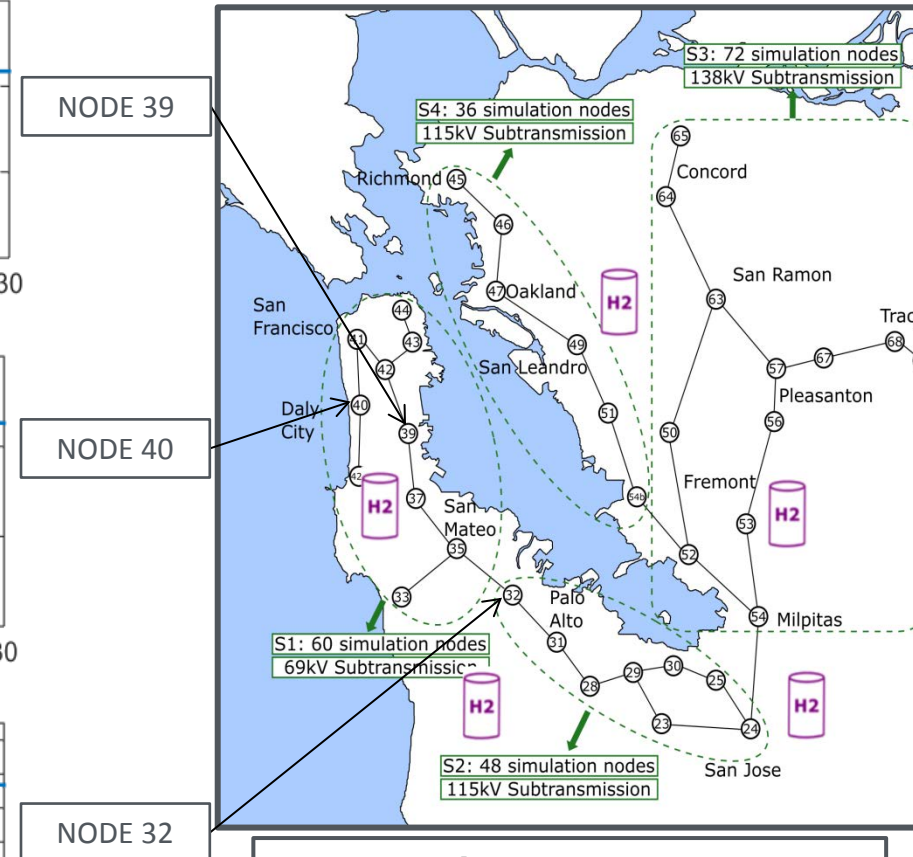 30
30
NODE 39
NODE 40
NODE 32
S3: 72 simulation nodes
138kV Subtransmission
S4: 36 simulation nodes
115kV Subtransmission
65
Concord
64
Richmond
45
46
San Ramon
63
47
Oakland
H2
San
Francisco
44
41
43
42
49
San Leandro
57
67
68
Pleasanton
Daly
City
40
39
51
50
56
42
H2
37
Fremont
54b
H2
53
San
Mateo
35
52
33
32
Palo
Alto
54
Milpitas
31
S1: 60 simulation nodes
69kV Subtransmission
30
29
28
25
H2
H2
23
24
S2: 48 simulation nodes
115kV Subtransmission
San Jose